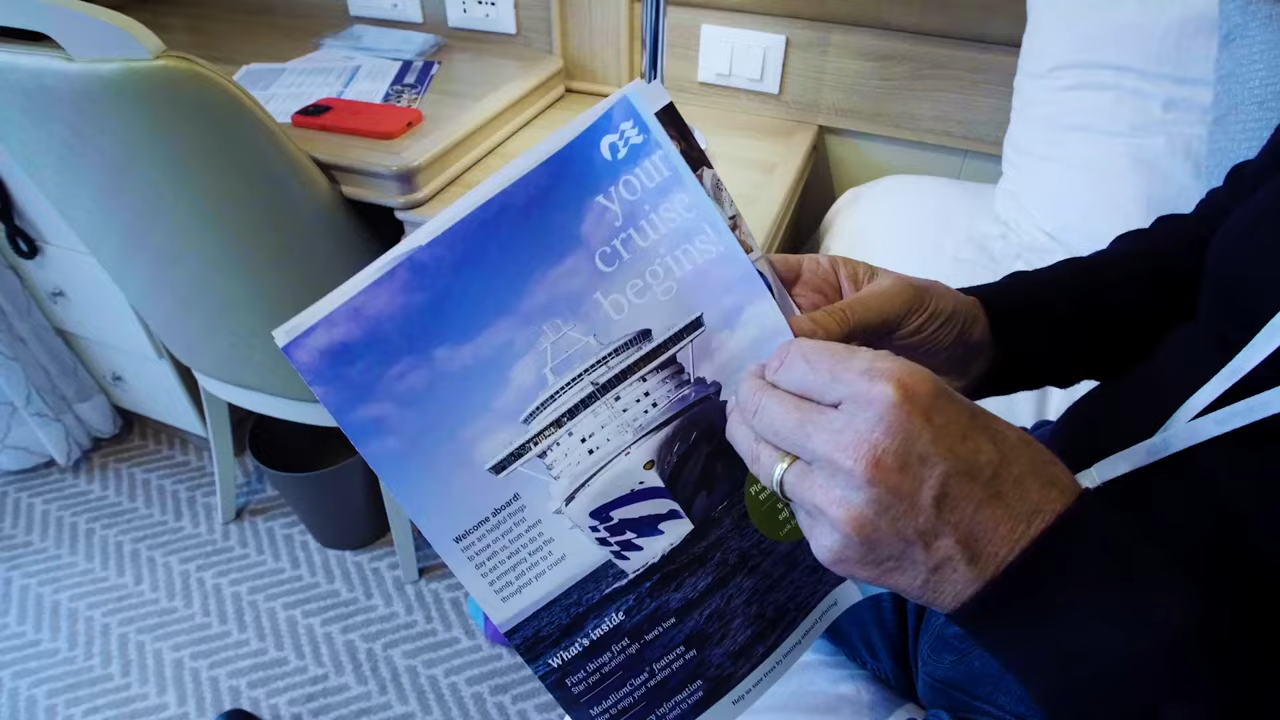 your
cruise
begins!
Welcome aboard!
Here are helpful things
to know on your first
day with us, from where
to eat to what to do in
an emergency. Keep this
handy, and refer to it
throughout your cruise!
What's inside
First things first
Start your vacation right – here's how
MedallionClass® features
How to enjoy your vacation your way
information
need to know
Help us save trees by limiting onboard printing!